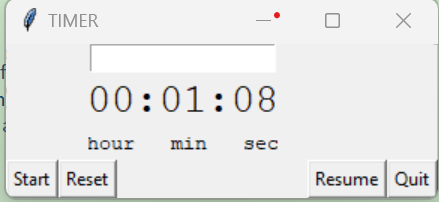 TIMER
00:01:08
hour min sec
Start Reset Resume Quit